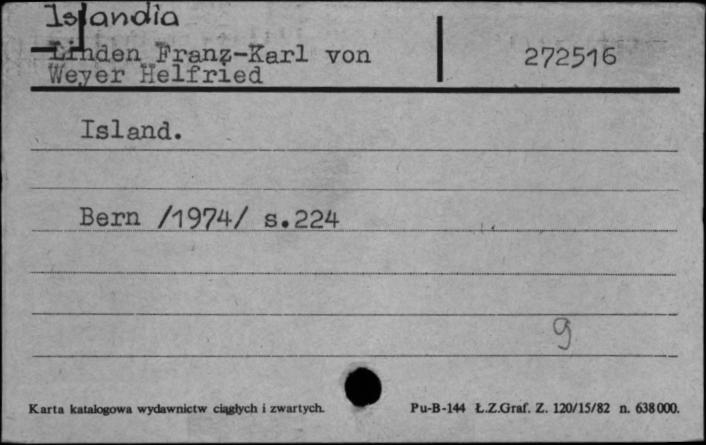 Islandia
Linden Franz-Karl von
Weyer Helfried
272516
Island.
Bern /1974/ s.224
9
Karta katalogowa wydawnictw ciągłych i zwartych.
Pu-B-144 Ł.Z.Graf. Z. 120/15/82 n. 638000.